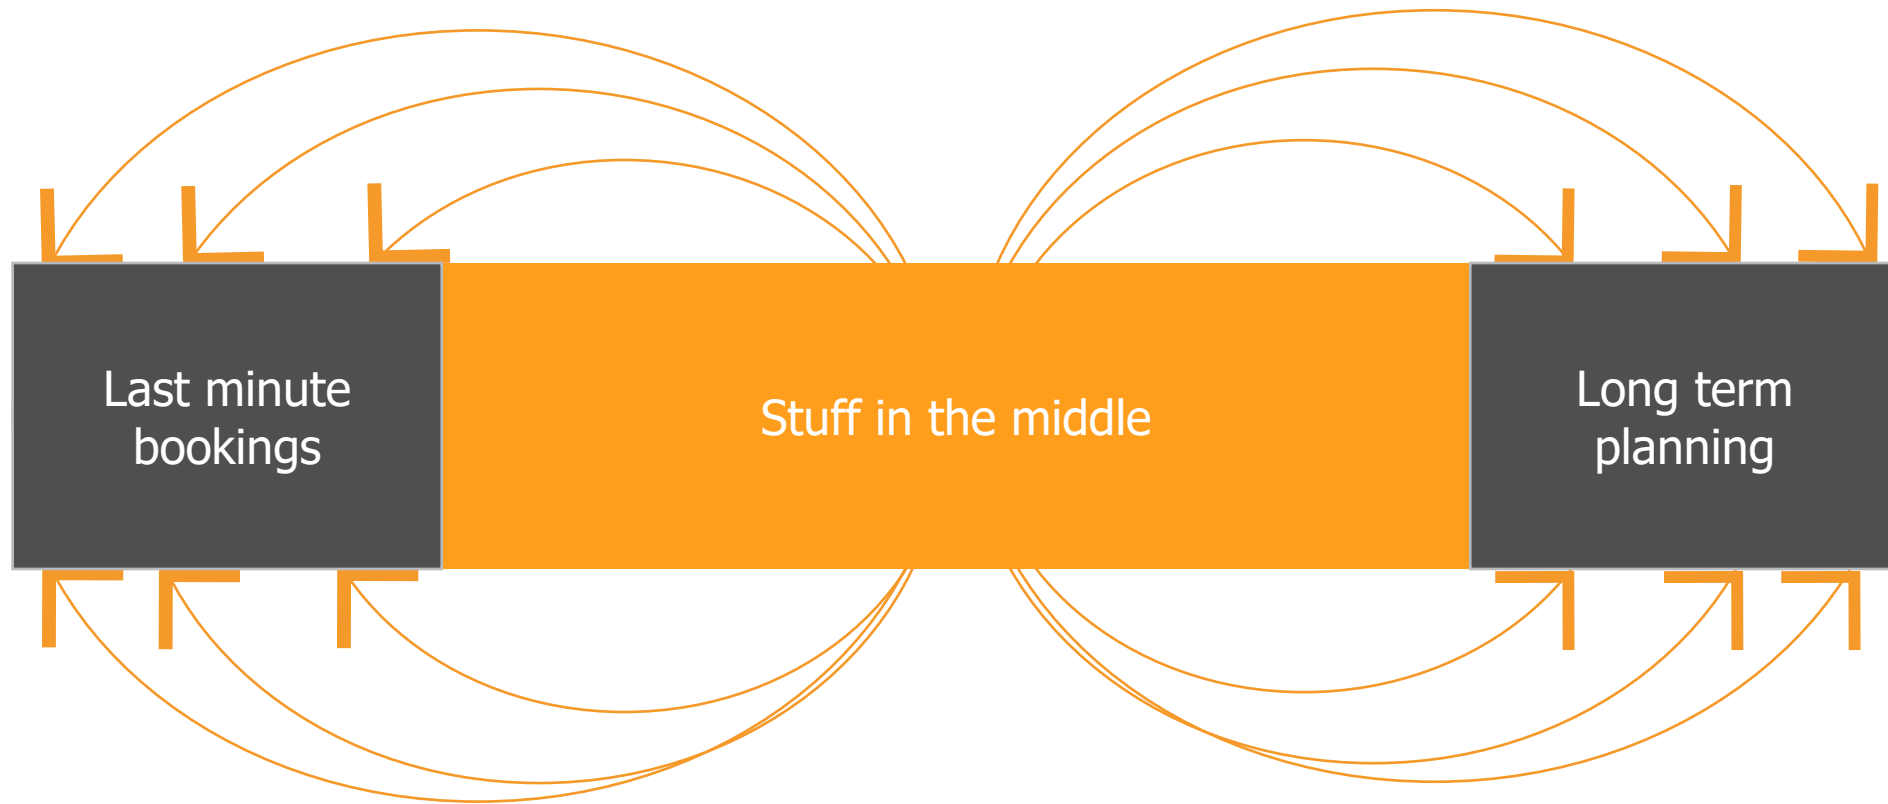 Last minute
bookings
Stuff in the middle
Long term
planning